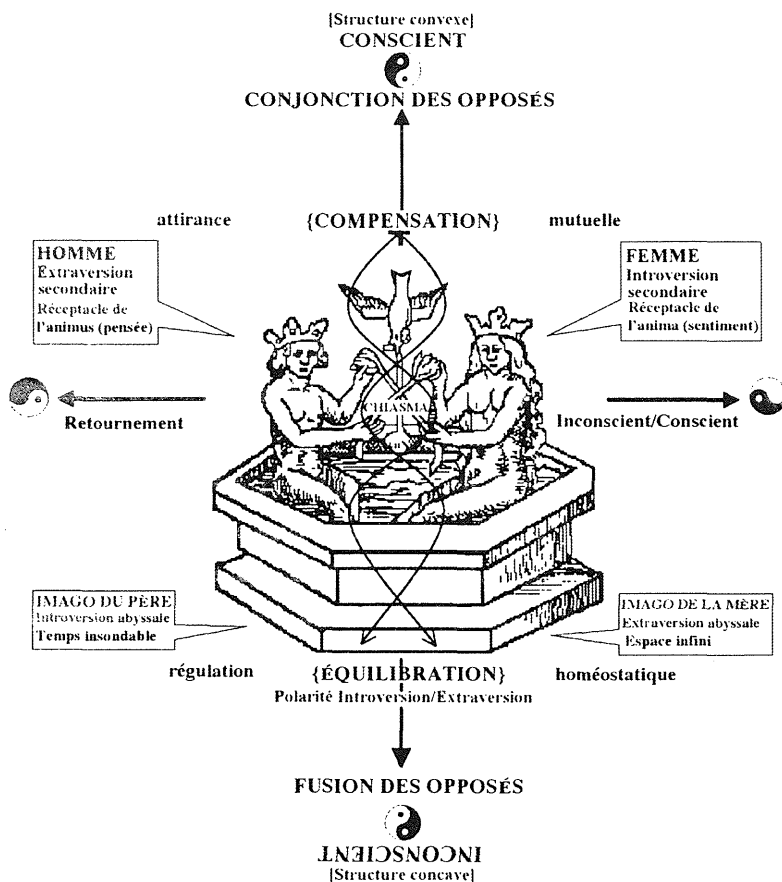 [Structure convexe]
CONSCIENT
CONJONCTION DES OPPOSÉS
attirance {COMPENSATION} mutuelle
HOMME
Extraversion
secondaire
Réceptacle de
l'animus (pensée)
FEMME
Introversion
secondaire
Réceptacle de
l'anima (sentiment)
CHIASMA
Retournement
Inconscient/Conscient
IMAGO DU PÈRE
Introversion abyssale
Temps insondable
IMAGO DE LA MÈRE
Extraversion abyssale
Espace infini
régulation {ÉQUILIBRATION} homéostatique
Polarité Introversion/Extraversion
FUSION DES OPPOSÉS
INCONSCIENT
[Structure concave]